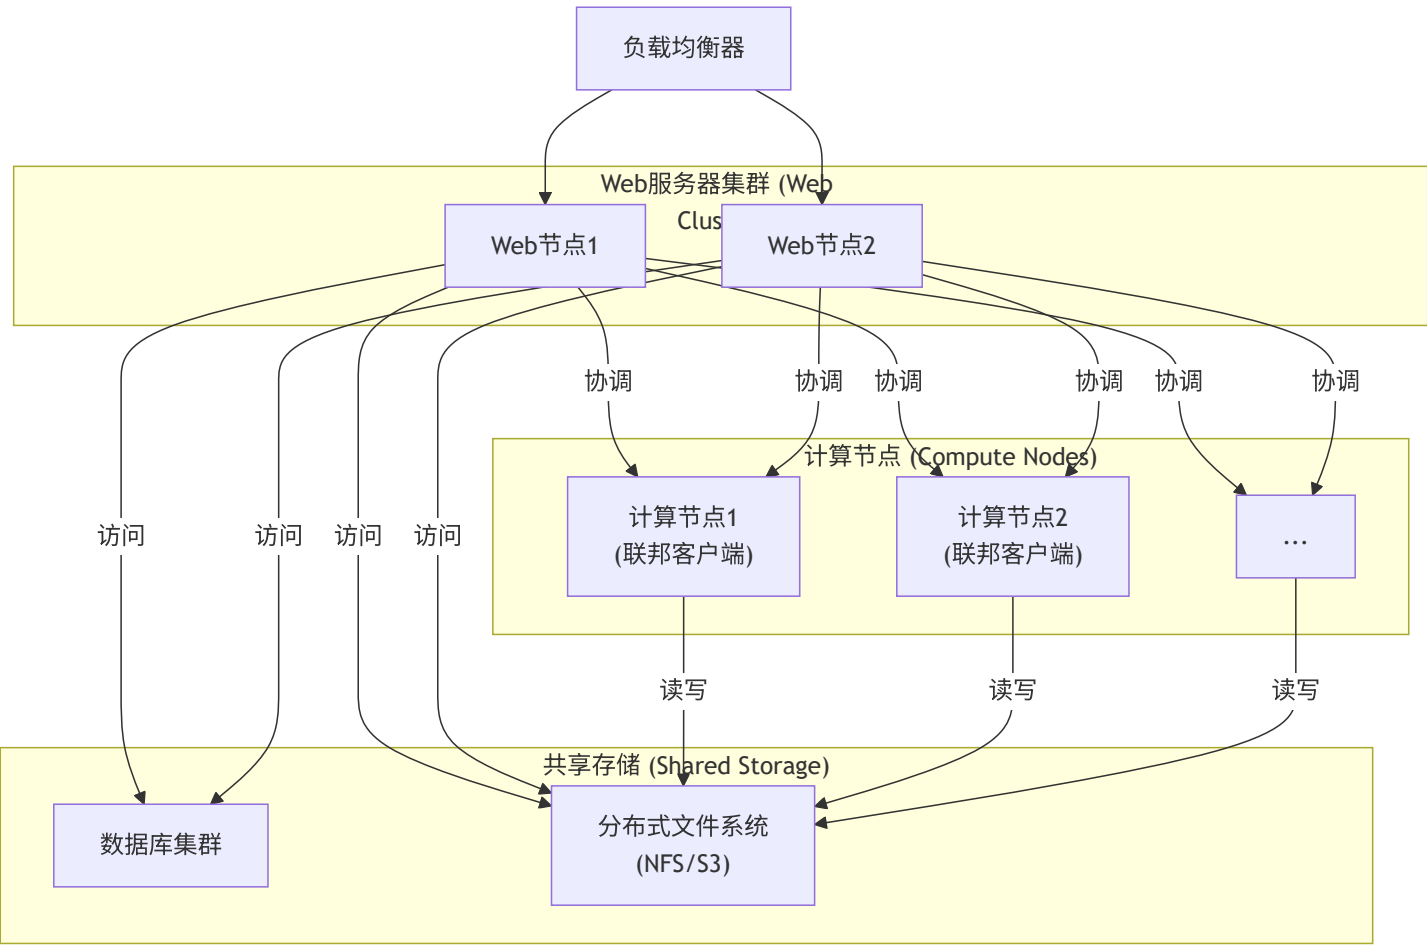 负载均衡器
Web服务器集群 (Web
Clus
Web节点1
Web节点2
协调
协调
协调
协调
协调
协调
计算节点 (Compute Nodes)
计算节点1
(联邦客户端)
计算节点2
(联邦客户端)
...
访问
访问
访问
访问
读写
读写
读写
共享存储 (Shared Storage)
数据库集群
分布式文件系统
(NFS/S3)